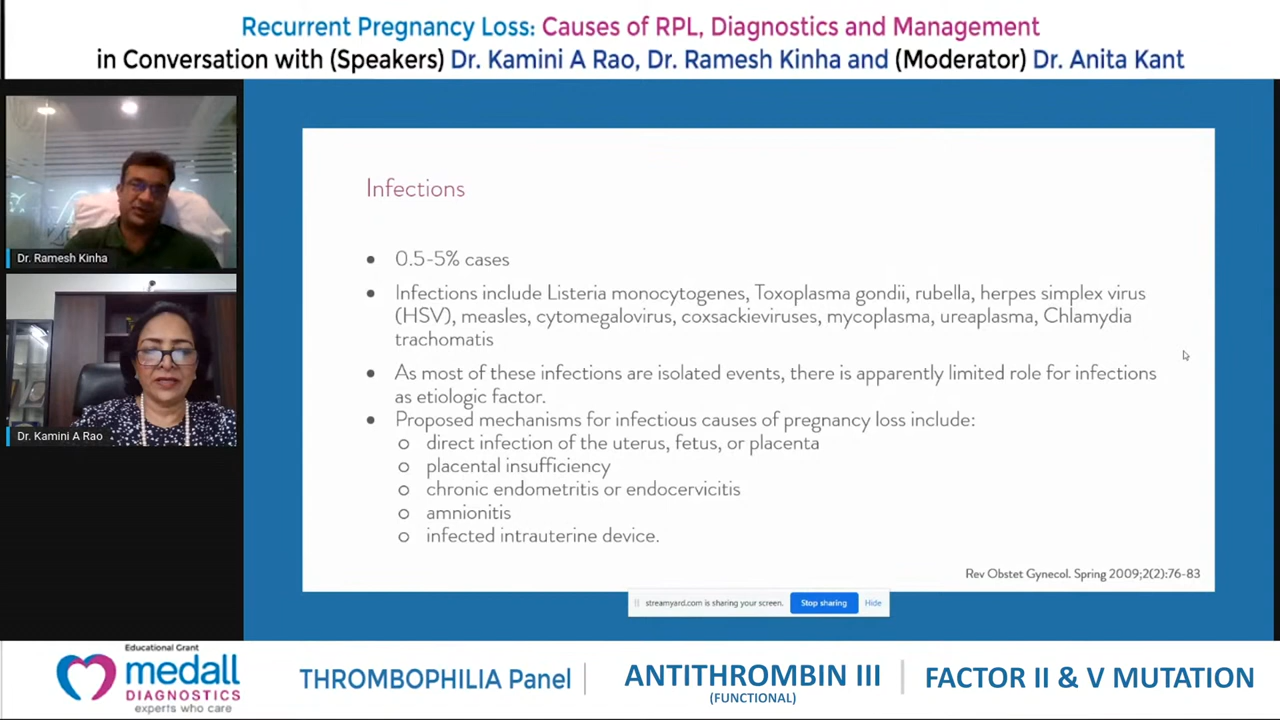 Recurrent Pregnancy Loss: Causes of RPL, Diagnostics and Management
in Conversation with (Speakers) Dr. Kamini A Rao, Dr. Ramesh Kinha and (Moderator) Dr. Anita Kant
Dr. Ramesh Kinha
Dr. Kamini A Rao
Infections
• 0.5-5% cases
• Infections include Listeria monocytogenes, Toxoplasma gondii, rubella, herpes simplex virus
(HSV), measles, cytomegalovirus, coxsackieviruses, mycoplasma, ureaplasma, Chlamydia
trachomatis
• As most of these infections are isolated events, there is apparently limited role for infections
as etiologic factor.
• Proposed mechanisms for infectious causes of pregnancy loss include:
○ direct infection of the uterus, fetus, or placenta
○ placental insufficiency
○ chronic endometritis or endocervicitis
○ amnionitis
○ infected intrauterine device.
Rev Obstet Gynecol. Spring 2009;2(2):76-83
streamyard.com is sharing your screen. Stop sharing Hide
Educational Grant
medall
DIAGNOSTICS
experts who care
THROMBOPHILIA Panel
ANTITHROMBIN III
(FUNCTIONAL)
FACTOR II & V MUTATION